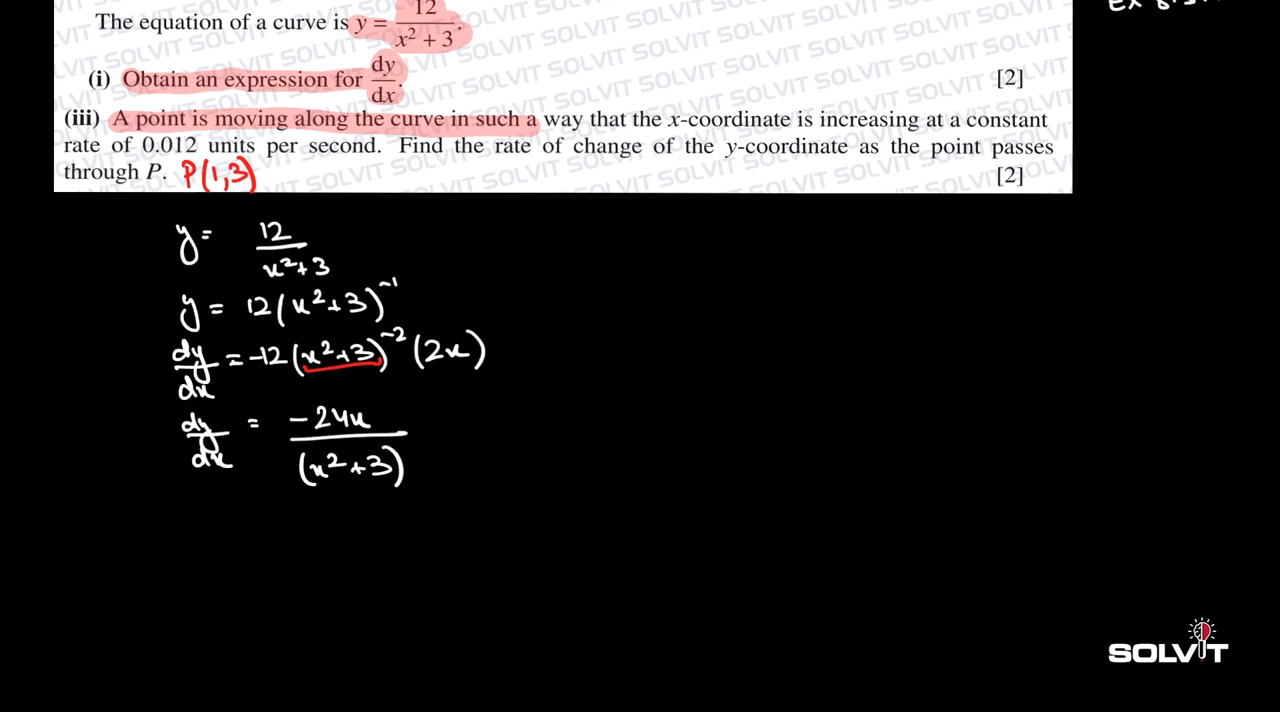 The equation of a curve is y = 12 / (x² + 3).
(i) Obtain an expression for dy/dx. [2]
(iii) A point is moving along the curve in such a way that the x-coordinate is increasing at a constant
rate of 0.012 units per second. Find the rate of change of the y-coordinate as the point passes
through P. P(1,3) [2]
y = 12 / x²+3
y = 12(x²+3)⁻¹
dy/dx = -12(x²+3)⁻² (2x)
dy/dx = -24x / (x²+3)
SOLVIT